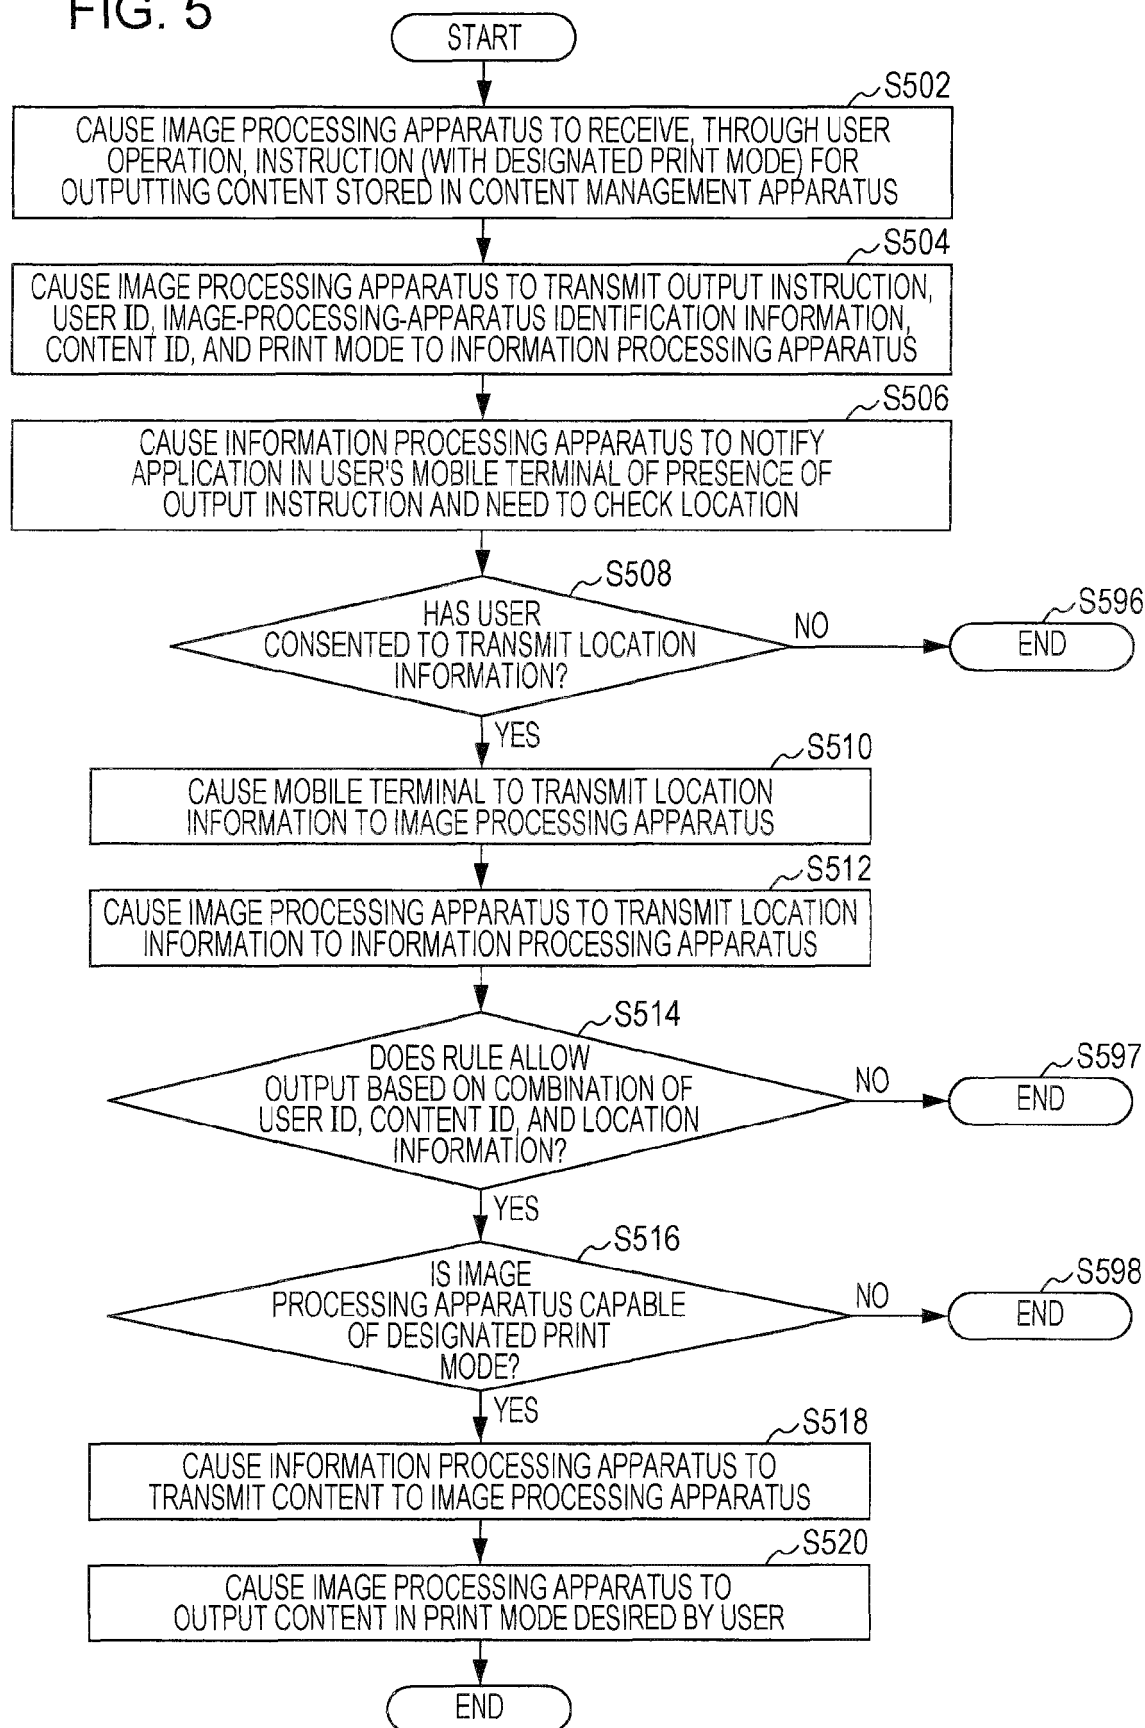 FIG. 5
START
S502
CAUSE IMAGE PROCESSING APPARATUS TO RECEIVE, THROUGH USER
OPERATION, INSTRUCTION (WITH DESIGNATED PRINT MODE) FOR
OUTPUTTING CONTENT STORED IN CONTENT MANAGEMENT APPARATUS
S504
CAUSE IMAGE PROCESSING APPARATUS TO TRANSMIT OUTPUT INSTRUCTION,
USER ID, IMAGE-PROCESSING-APPARATUS IDENTIFICATION INFORMATION,
CONTENT ID, AND PRINT MODE TO INFORMATION PROCESSING APPARATUS
S506
CAUSE INFORMATION PROCESSING APPARATUS TO NOTIFY
APPLICATION IN USER'S MOBILE TERMINAL OF PRESENCE OF
OUTPUT INSTRUCTION AND NEED TO CHECK LOCATION
S508
HAS USER
CONSENTED TO TRANSMIT LOCATION
INFORMATION?
NO
S596
END
YES
S510
CAUSE MOBILE TERMINAL TO TRANSMIT LOCATION
INFORMATION TO IMAGE PROCESSING APPARATUS
S512
CAUSE IMAGE PROCESSING APPARATUS TO TRANSMIT LOCATION
INFORMATION TO INFORMATION PROCESSING APPARATUS
S514
DOES RULE ALLOW
OUTPUT BASED ON COMBINATION OF
USER ID, CONTENT ID, AND LOCATION
INFORMATION?
NO
S597
END
YES
S516
IS IMAGE
PROCESSING APPARATUS CAPABLE
OF DESIGNATED PRINT
MODE?
NO
S598
END
YES
S518
CAUSE INFORMATION PROCESSING APPARATUS TO
TRANSMIT CONTENT TO IMAGE PROCESSING APPARATUS
S520
CAUSE IMAGE PROCESSING APPARATUS TO
OUTPUT CONTENT IN PRINT MODE DESIRED BY USER
END